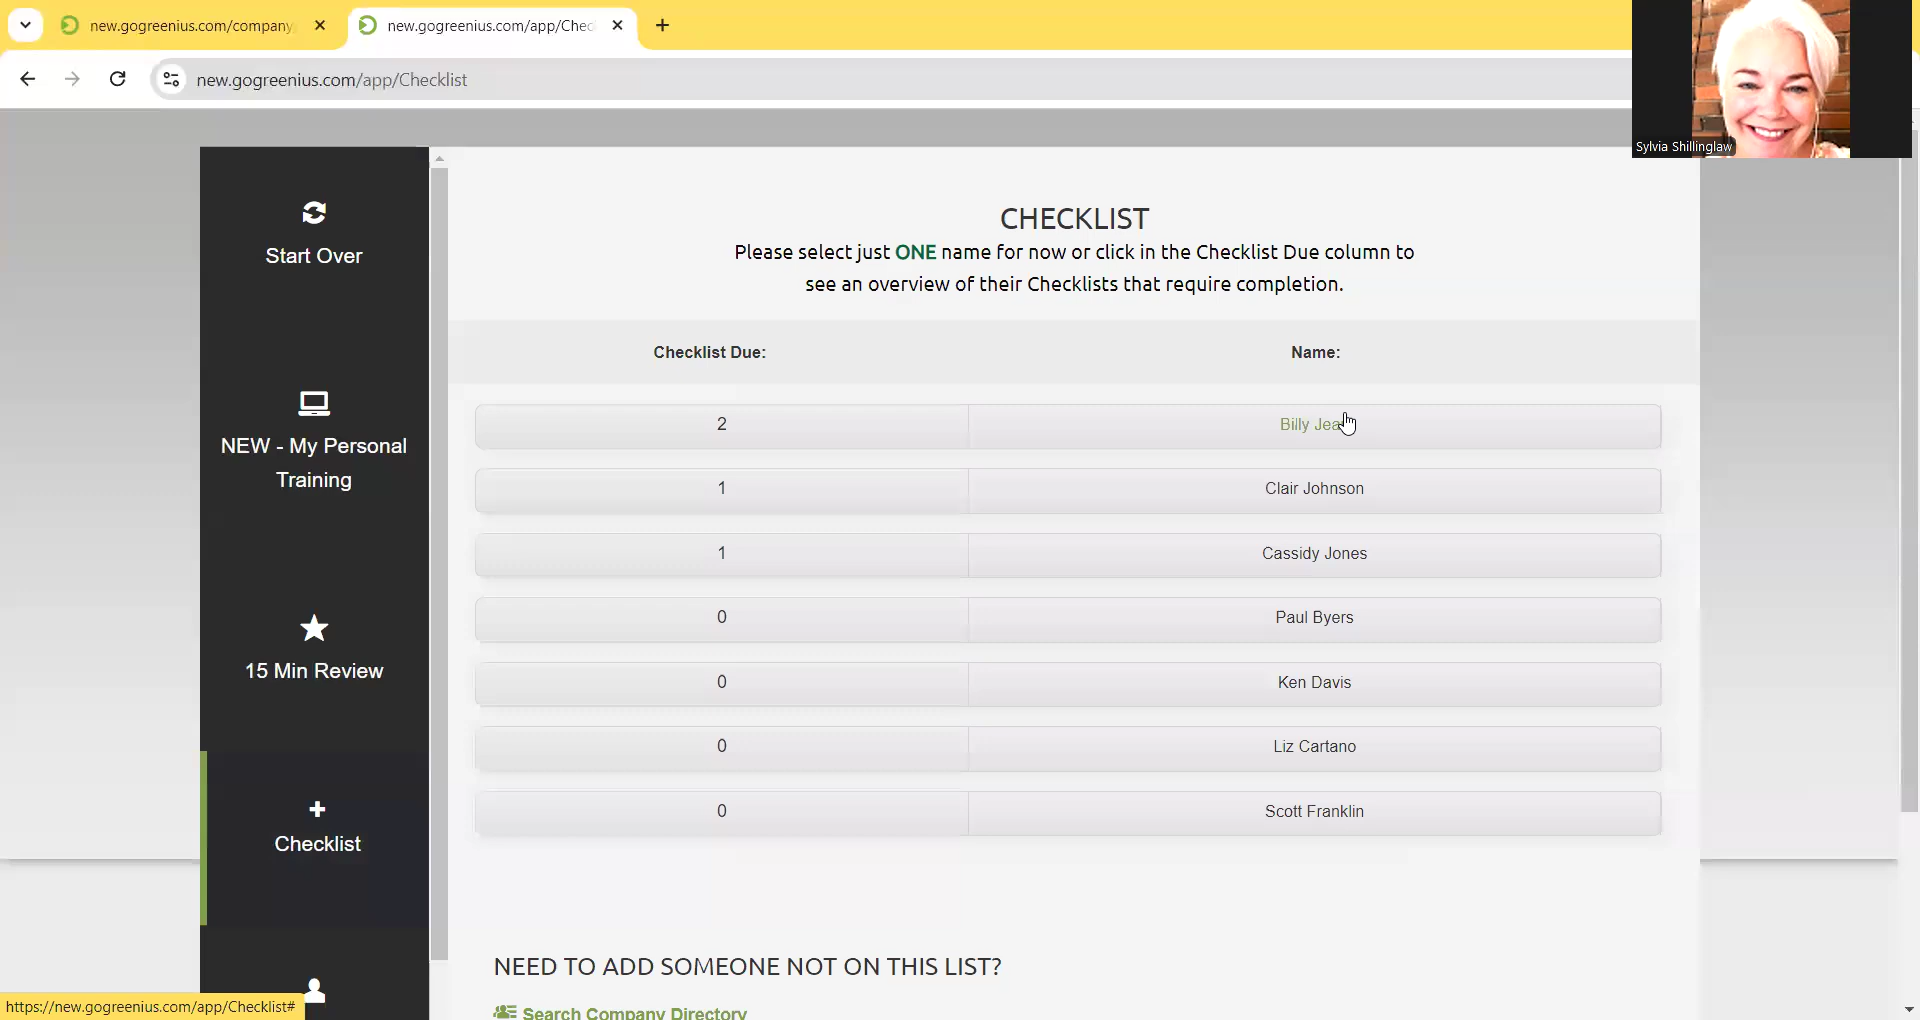 new.gogreenius.com/company
new.gogreenius.com/app/Chec
new.gogreenius.com/app/Checklist
Sylvia Shillinglaw
Start Over
NEW - My Personal
Training
15 Min Review
Checklist
CHECKLIST
Please select just ONE name for now or click in the Checklist Due column to
see an overview of their Checklists that require completion.
Checklist Due: Name:
2 Billy Jea
1 Clair Johnson
1 Cassidy Jones
0 Paul Byers
0 Ken Davis
0 Liz Cartano
0 Scott Franklin
NEED TO ADD SOMEONE NOT ON THIS LIST?
Search Company Directory
https://new.gogreenius.com/app/Checklist#